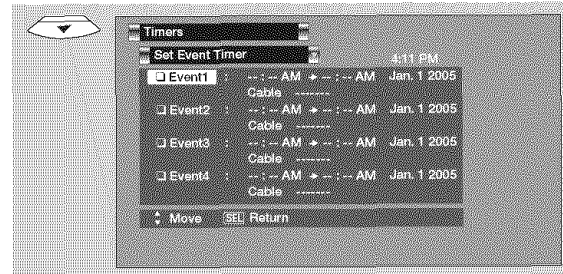 Timers
Set Event Timer
4:11 PM
❏ Event1 : -- : -- AM ➔ -- : -- AM Jan. 1 2005
Cable -------
❏ Event2 : -- : -- AM ➔ -- : -- AM Jan. 1 2005
Cable -------
❏ Event3 : -- : -- AM ➔ -- : -- AM Jan. 1 2005
Cable -------
❏ Event4 : -- : -- AM ➔ -- : -- AM Jan. 1 2005
Cable -------
Move SEL Return